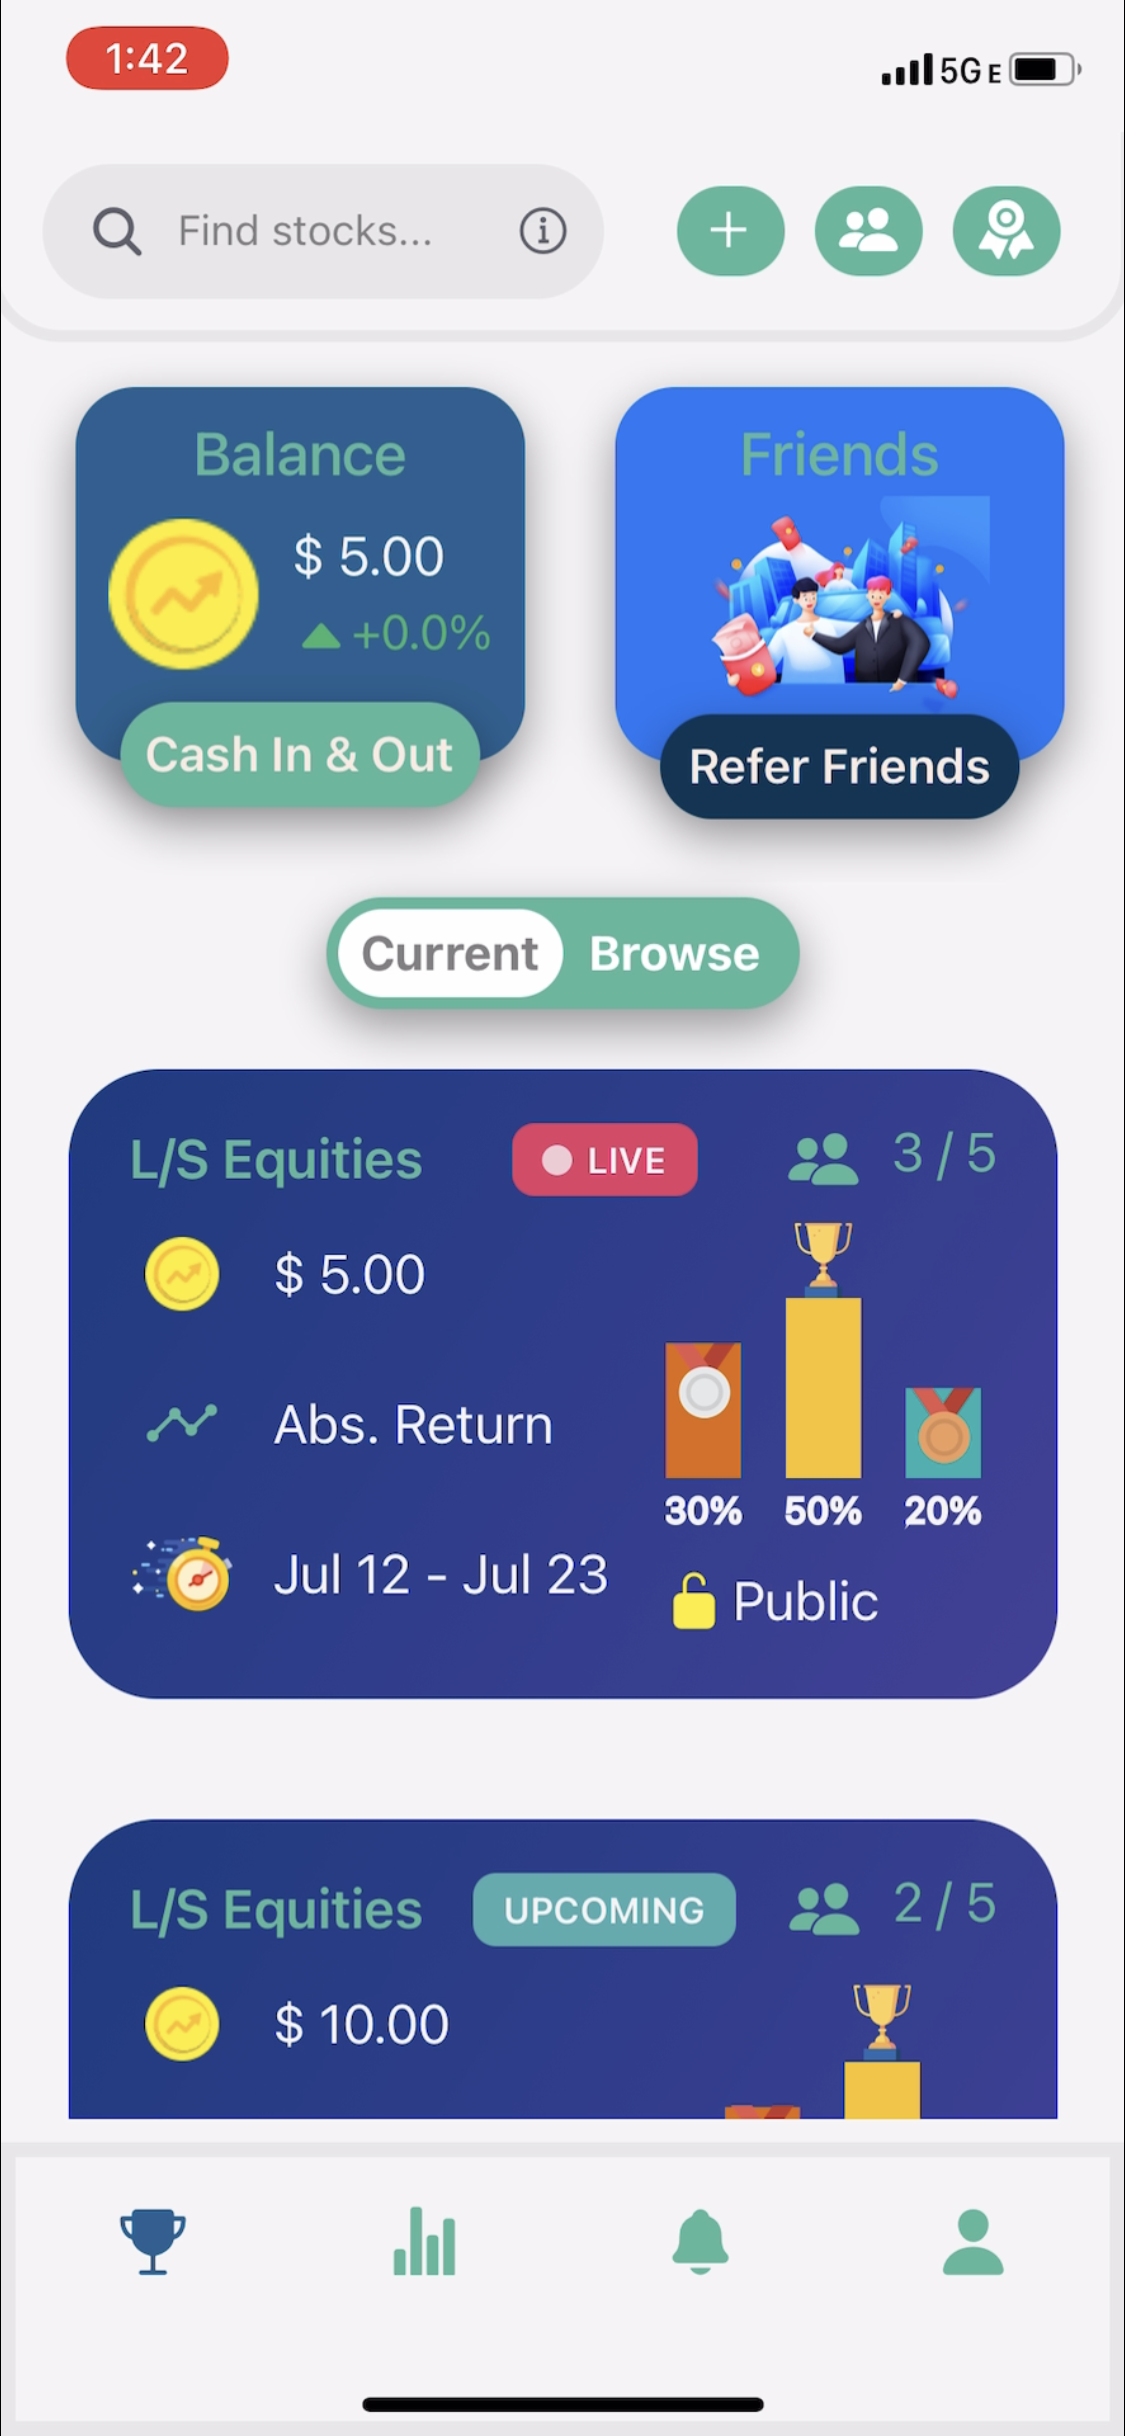 1:42
5G E
Find stocks...
Balance
$ 5.00
+0.0%
Cash In & Out
Friends
Refer Friends
Current
Browse
L/S Equities
LIVE
3 / 5
$ 5.00
Abs. Return
Jul 12 - Jul 23
30%
50%
20%
Public
L/S Equities
UPCOMING
2 / 5
$ 10.00